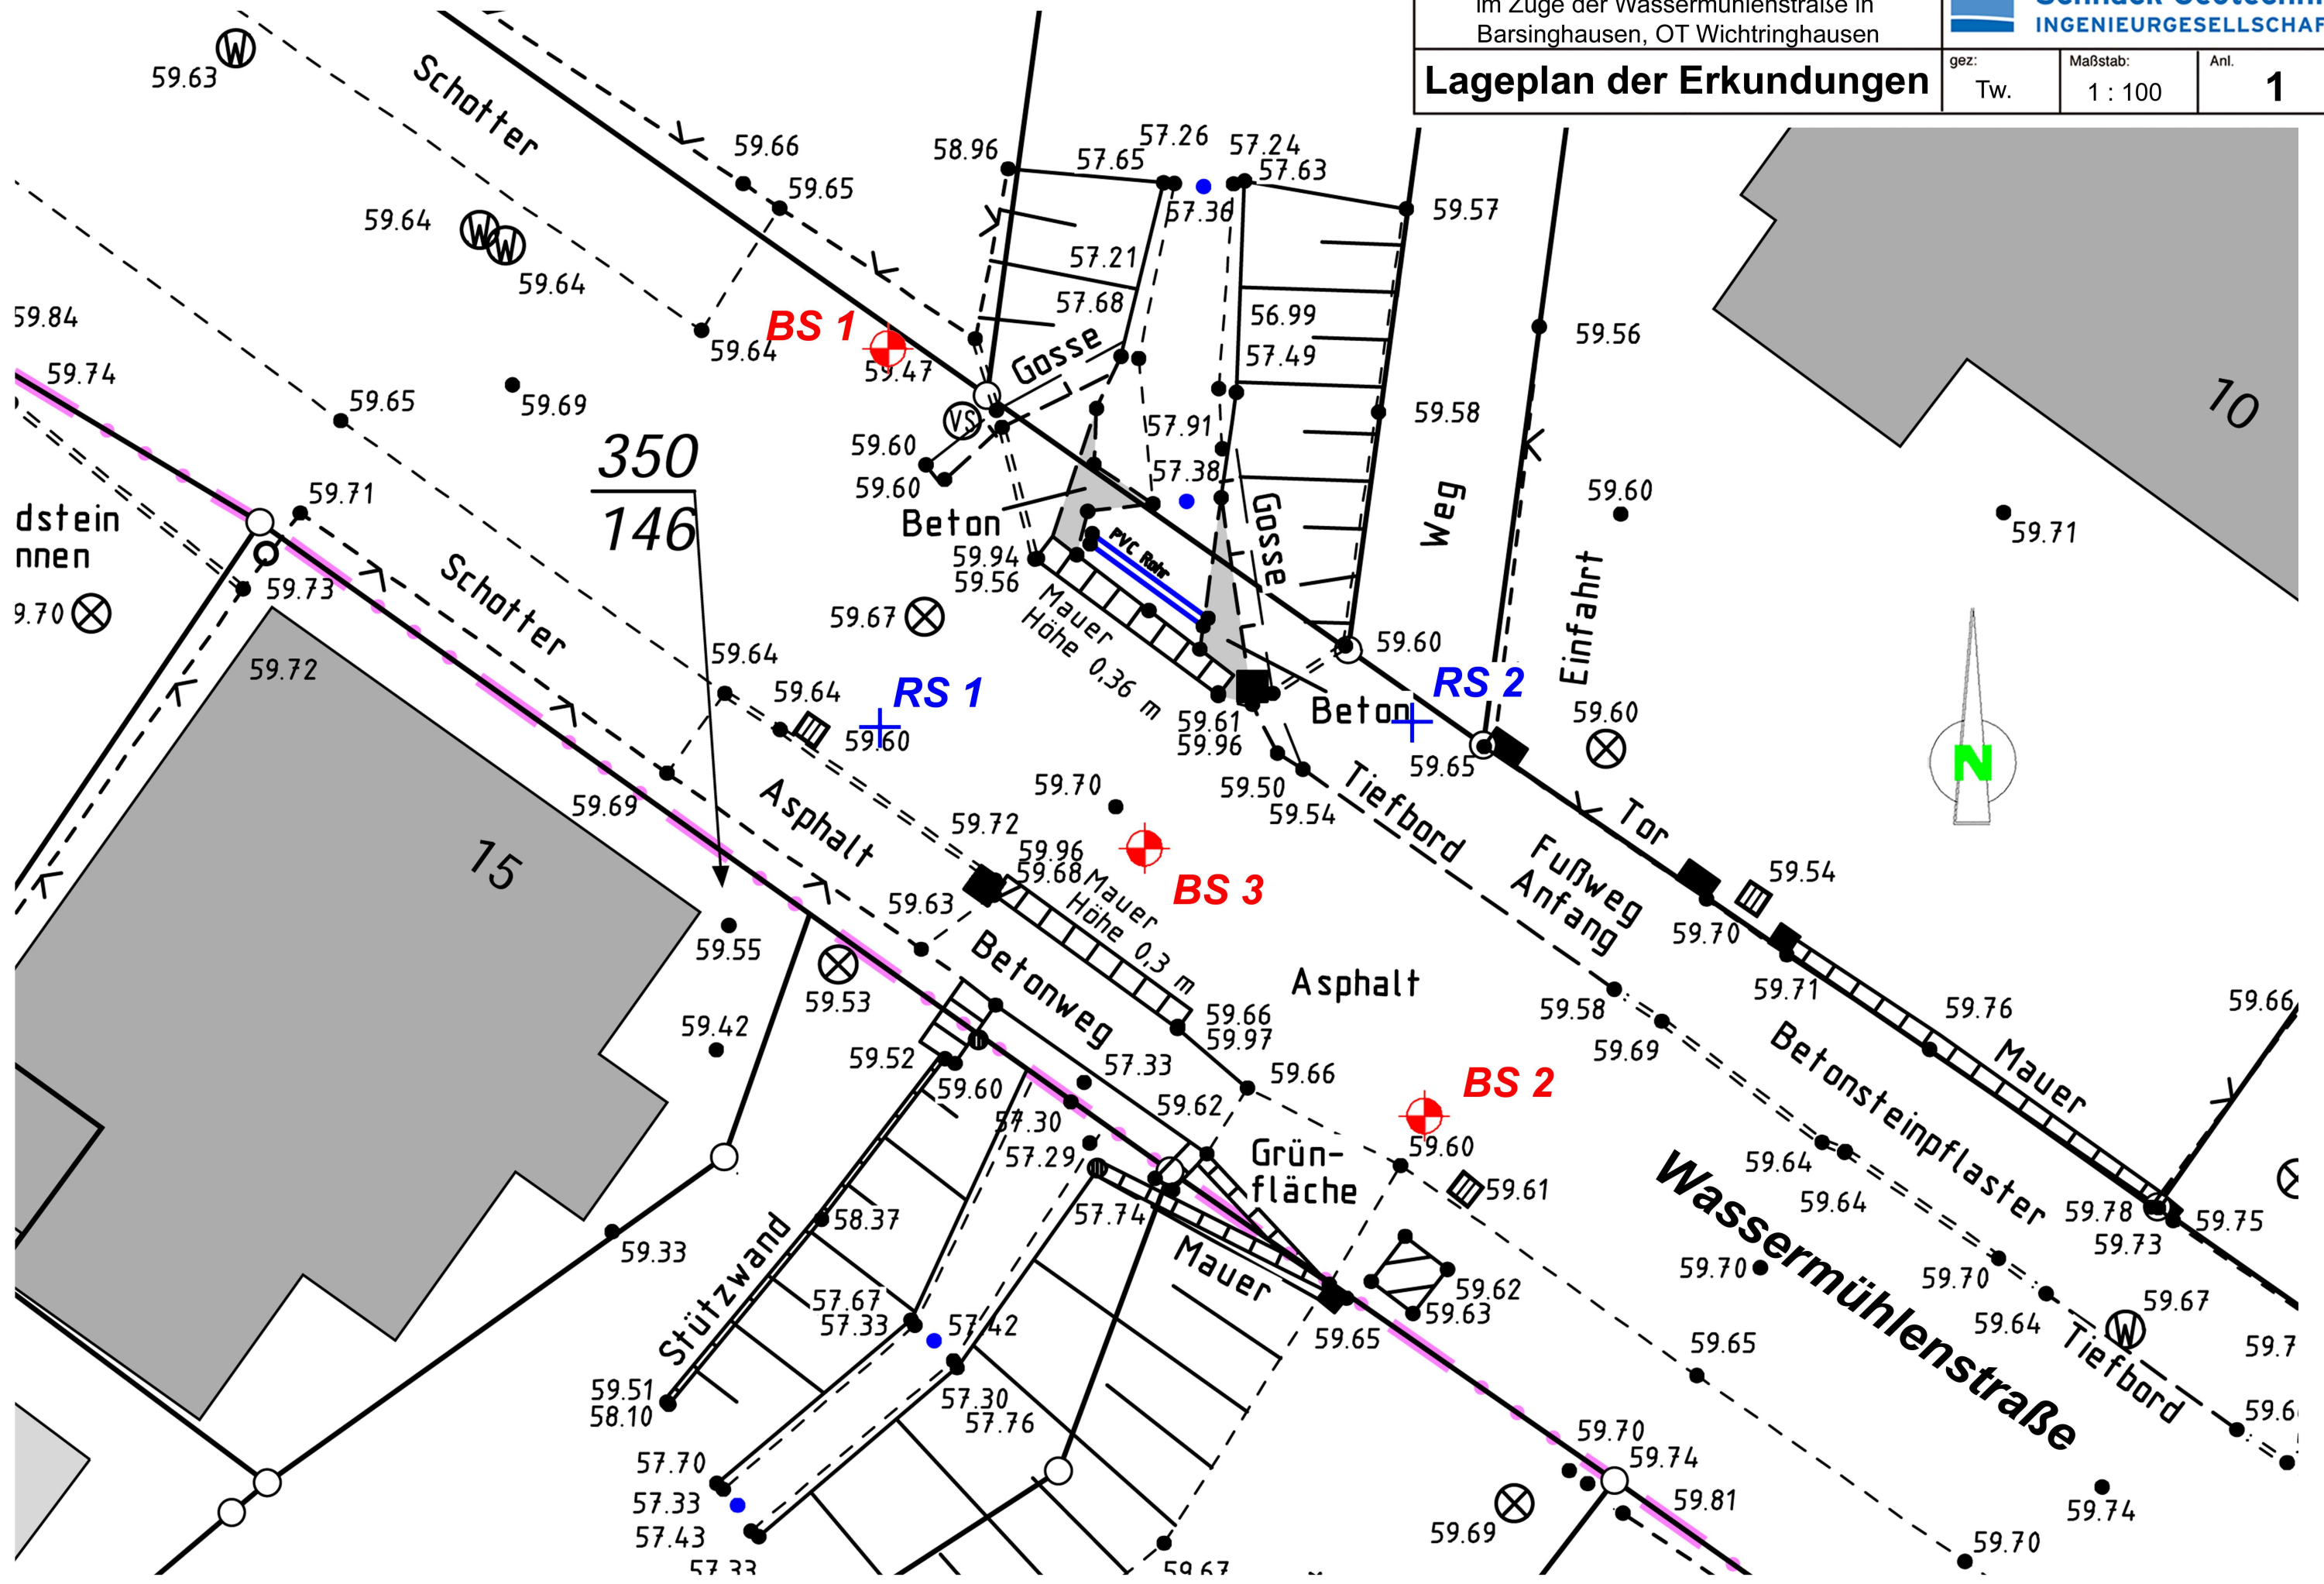 im Zuge der Wassermühlenstraße in
Barsinghausen, OT Wichtringhausen
INGENIEURGESELLSCHAF
Lageplan der Erkundungen
gez:
Tw.
Maßstab:
1 : 100
Anl.
1
59.63
Schotter
59.66
59.65
59.64
59.64
58.96
57.65
57.26
57.24
57.63
57.36
59.57
57.21
57.68
56.99
57.49
59.84
59.74
59.65
59.69
59.64
BS 1
59.47
Gosse
VS
59.60
59.60
57.91
57.38
59.58
59.56
10
350
146
59.71
dstein
nnen
9.70
59.73
59.72
Schotter
Beton
59.94
59.56
PVC Rohr
Mauer
Höhe 0,36 m
Gosse
Weg
Einfahrt
59.60
59.71
59.67
59.64
59.64
RS 1
59.60
59.60
RS 2
Beton
59.61
59.96
59.65
59.60
N
59.69
15
Asphalt
59.70
59.50
59.54
Tiefbord
Tor
59.54
59.72
59.96
59.68
Mauer
Höhe 0,3 m
BS 3
Fußweg
Anfang
59.70
59.71
59.63
59.55
59.53
59.42
Betonweg
Asphalt
59.66
59.97
59.58
59.69
59.76
Mauer
59.66
59.52
59.60
57.33
59.66
59.62
57.30
57.29
BS 2
59.60
Grün-
fläche
59.61
Betonsteinpflaster
59.64
59.64
Wassermühlenstraße
59.78
59.73
59.75
57.74
Mauer
58.37
Stützwand
59.33
57.67
57.33
57.42
59.62
59.63
59.65
59.70
59.70
59.64
59.67
Tiefbord
59.7
59.65
59.51
58.10
57.30
57.76
59.6
57.70
57.33
57.43
57.33
59.70
59.74
59.81
59.69
59.74
59.70
59.67
W
W
W
W